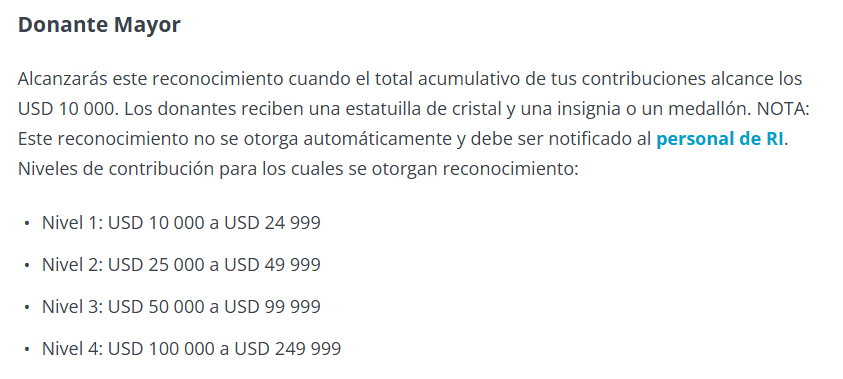 Donante Mayor
Alcanzarás este reconocimiento cuando el total acumulativo de tus contribuciones alcance los
USD 10 000. Los donantes reciben una estatuilla de cristal y una insignia o un medallón. NOTA:
Este reconocimiento no se otorga automáticamente y debe ser notificado al personal de RI.
Niveles de contribución para los cuales se otorgan reconocimiento:
• Nivel 1: USD 10 000 a USD 24 999
• Nivel 2: USD 25 000 a USD 49 999
• Nivel 3: USD 50 000 a USD 99 999
• Nivel 4: USD 100 000 a USD 249 999